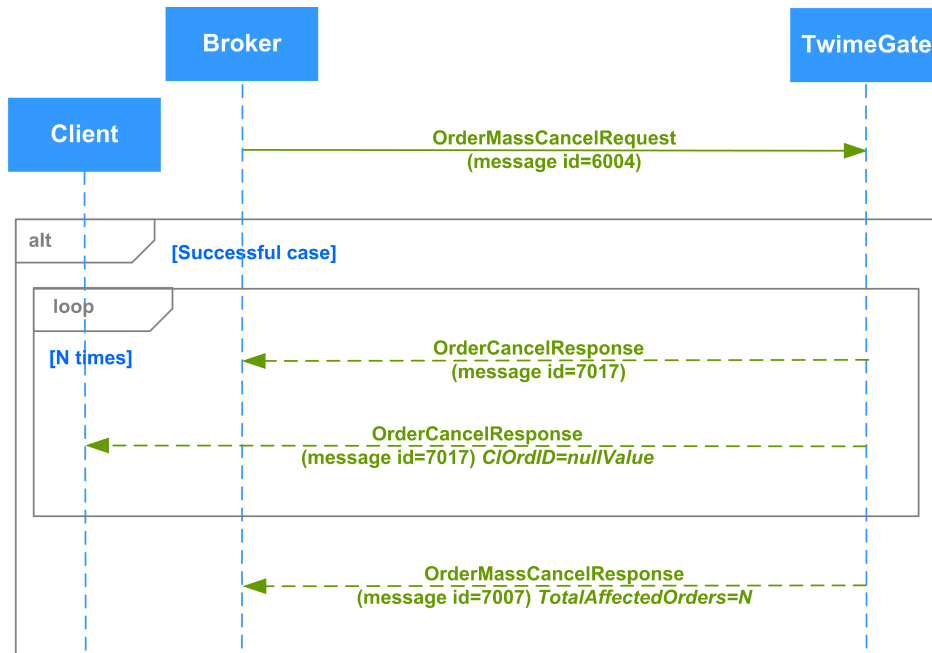 Broker
TwimeGate
Client
OrderMassCancelRequest
(message id=6004)
alt
[Successful case]
loop
[N times]
OrderCancelResponse
(message id=7017)
OrderCancelResponse
(message id=7017) ClOrdID=nullValue
OrderMassCancelResponse
(message id=7007) TotalAffectedOrders=N